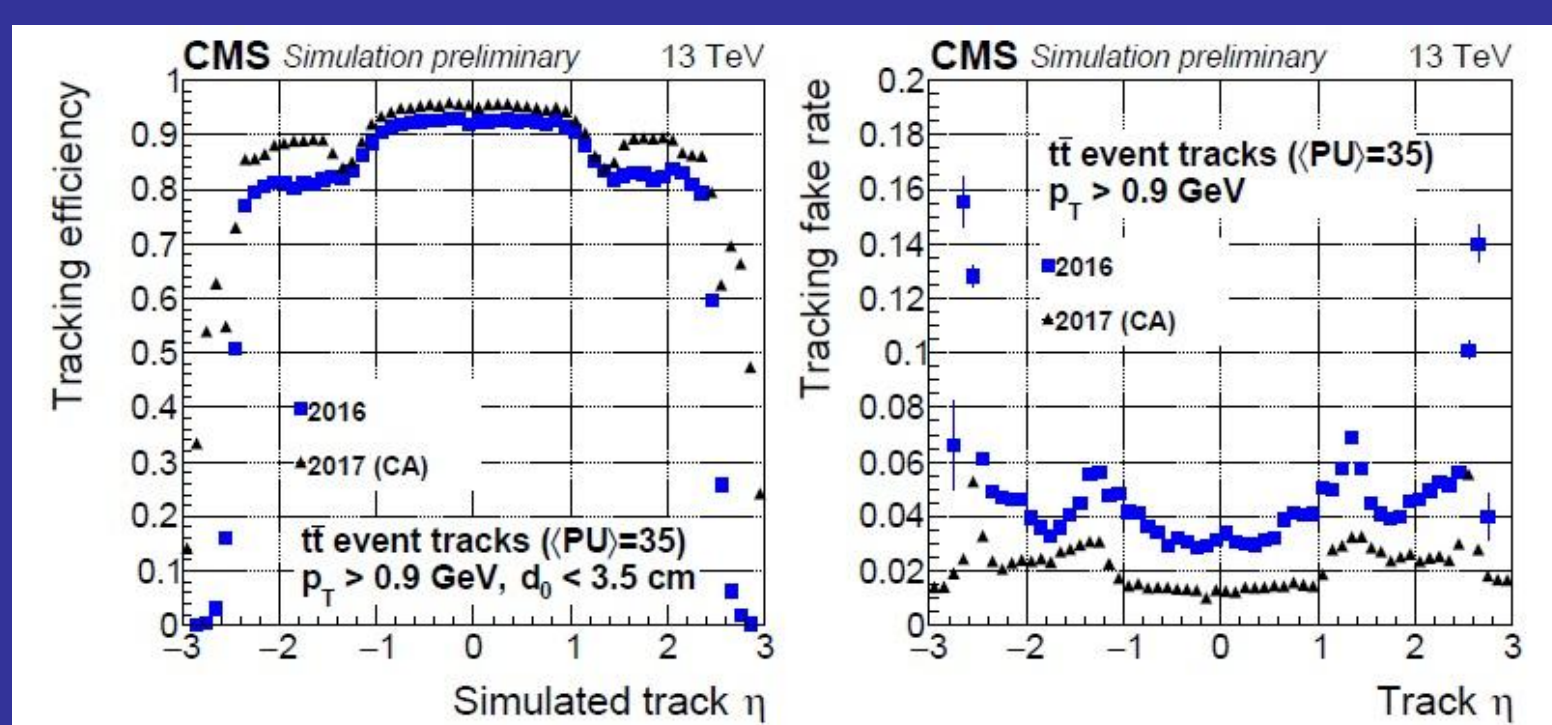 CMS Simulation preliminary 13 TeV
Tracking efficiency
1
0.9
0.8
0.7
0.6
0.5
0.4
0.3
0.2
0.1
0
2016
2017 (CA)
tt̄ event tracks (⟨PU⟩=35)
p_T > 0.9 GeV, d_0 < 3.5 cm
−3 −2 −1 0 1 2 3
Simulated track η
CMS Simulation preliminary 13 TeV
Tracking fake rate
0.2
0.18
0.16
0.14
0.12
0.1
0.08
0.06
0.04
0.02
0
tt̄ event tracks (⟨PU⟩=35)
p_T > 0.9 GeV
2016
2017 (CA)
−3 −2 −1 0 1 2 3
Track η